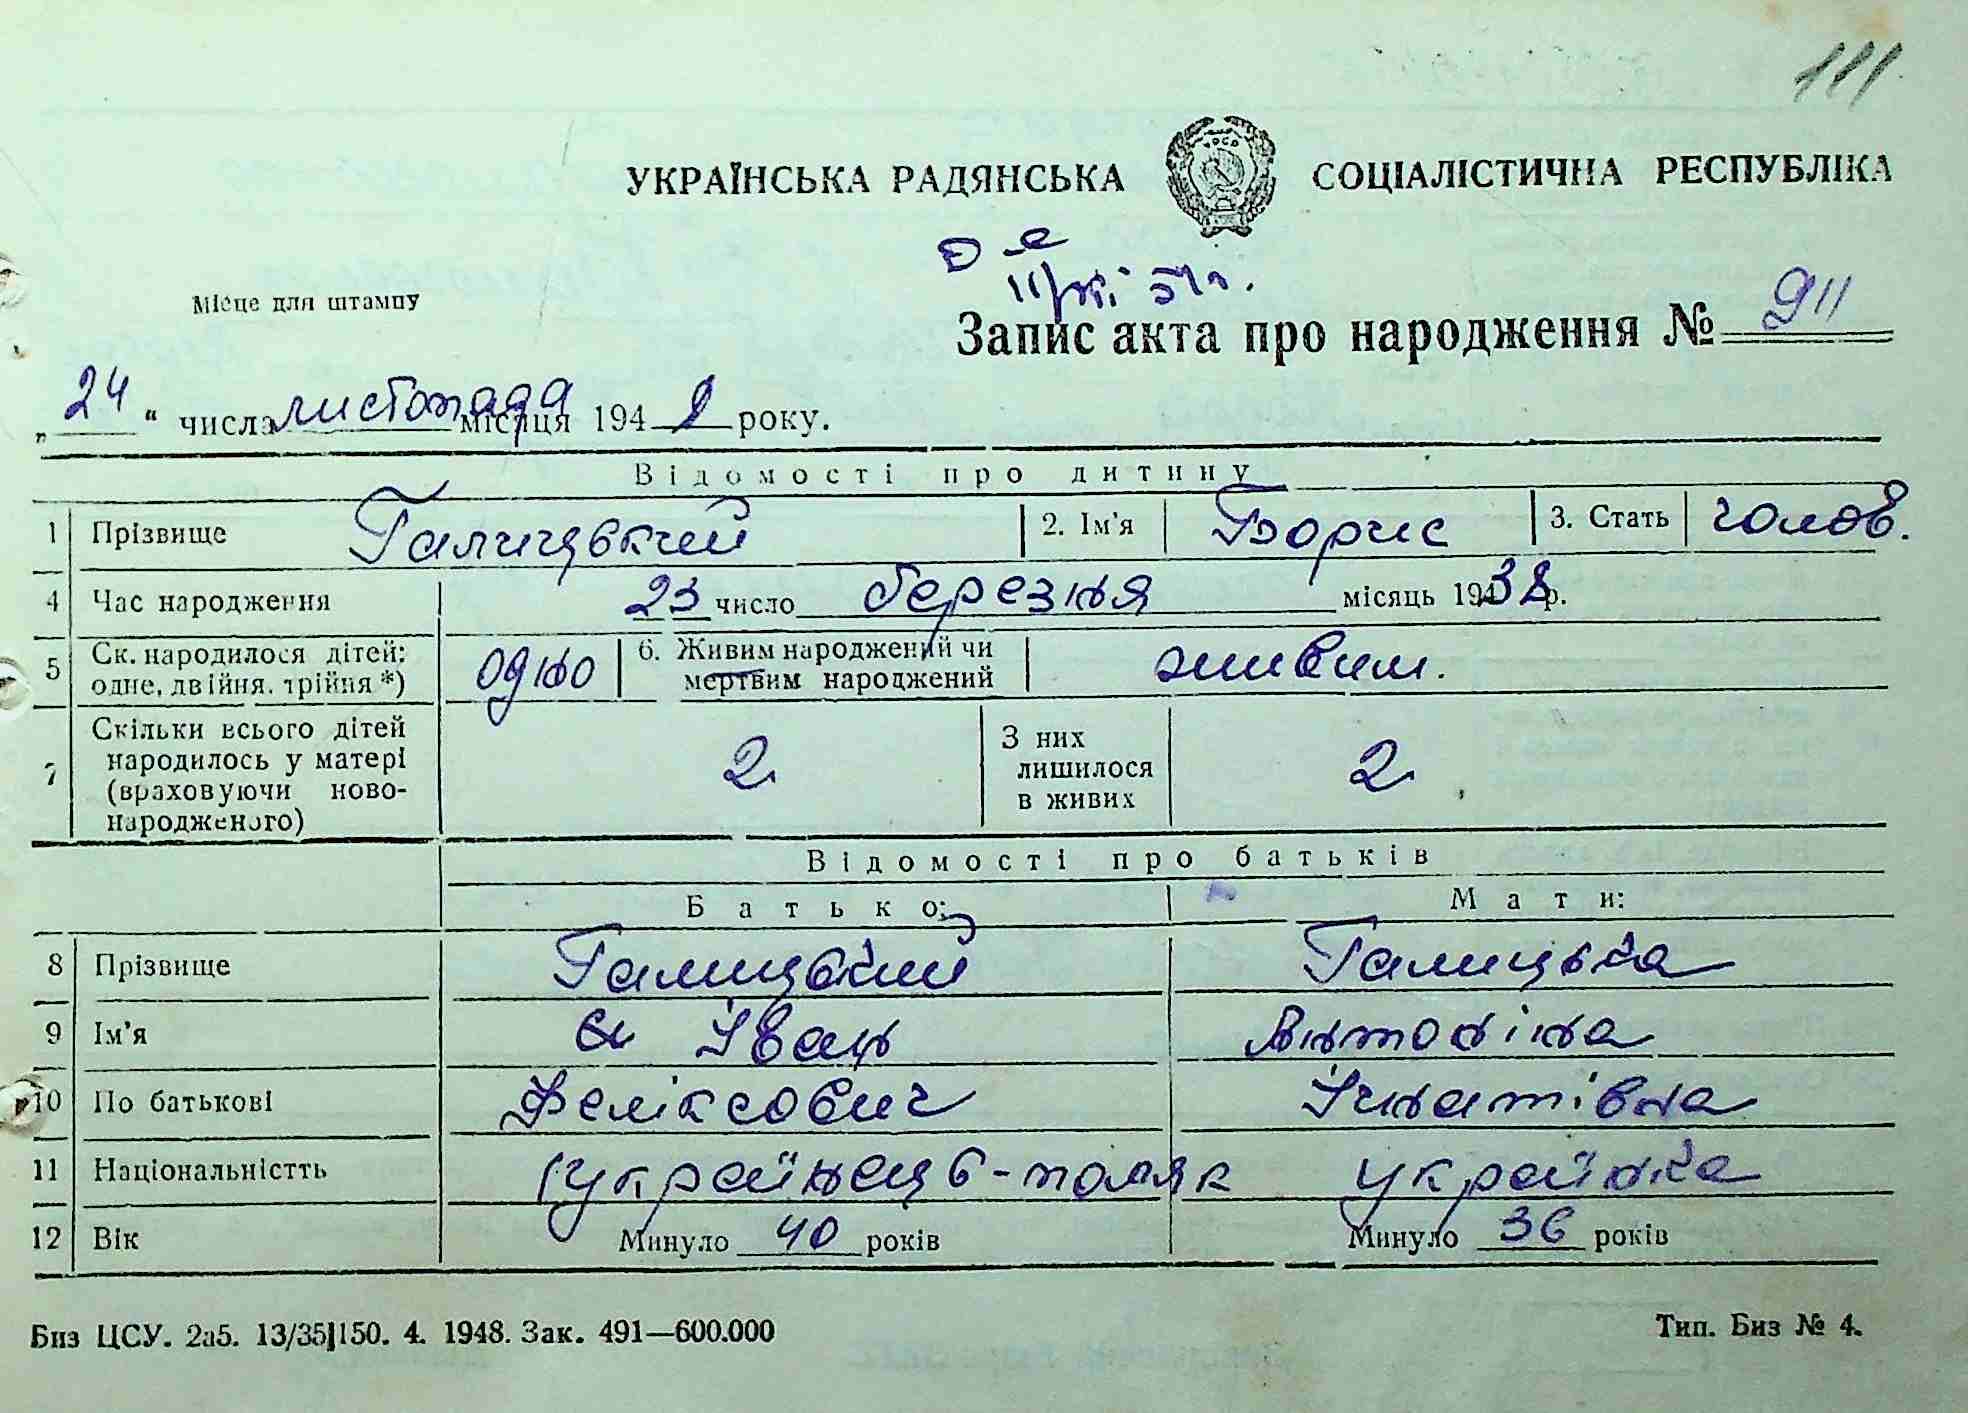 111
УКРАЇНСЬКА РАДЯНСЬКА СОЦІАЛІСТИЧНА РЕСПУБЛІКА
Місце для штампу
Запис акта про народження № 911
„ 24 “ числа листопада місяця 1948 року.
Відомості про дитину
1 Прізвище Галицький 2. Ім'я Борис 3. Стать чолов.
4 Час народження 23 число березня місяць 1938 р.
5 Ск. народилося дітей: одне, двійня, трійня *) одно 6. Живим народжений чи мертвим народжений живим.
7 Скільки всього дітей народилось у матері (враховуючи ново-народженого) 2 З них лишилося в живих 2
Відомості про батьків
Батько: Мати:
8 Прізвище Галицький Галицька
9 Ім'я Іван Антоніна
10 По батькові Феліксович Ігнатівна
11 Національністть українець-поляк українка
12 Вік Минуло 40 років Минуло 36 років
Биз ЦСУ. 2а5. 13/35|150. 4. 1948. Зак. 491—600.000 Тип. Биз № 4.